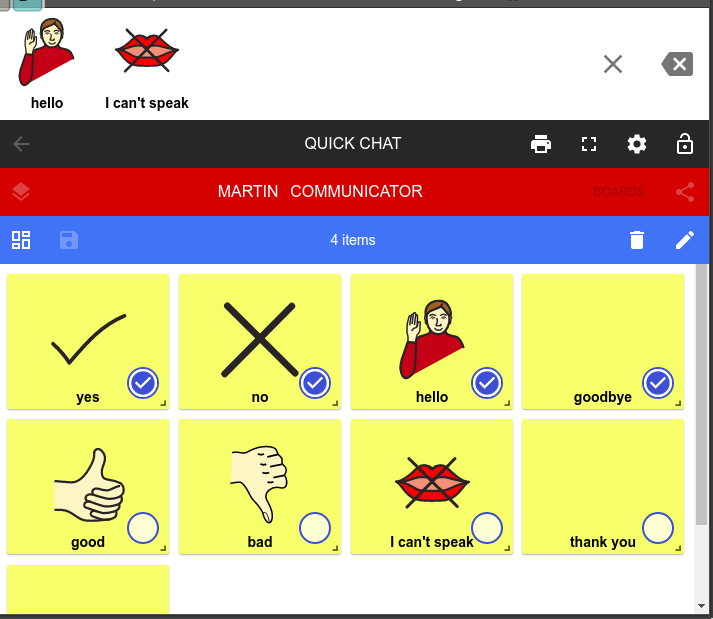 hello
I can't speak
QUICK CHAT
MARTIN COMMUNICATOR
BOARDS
4 items
yes
no
hello
goodbye
good
bad
I can't speak
thank you